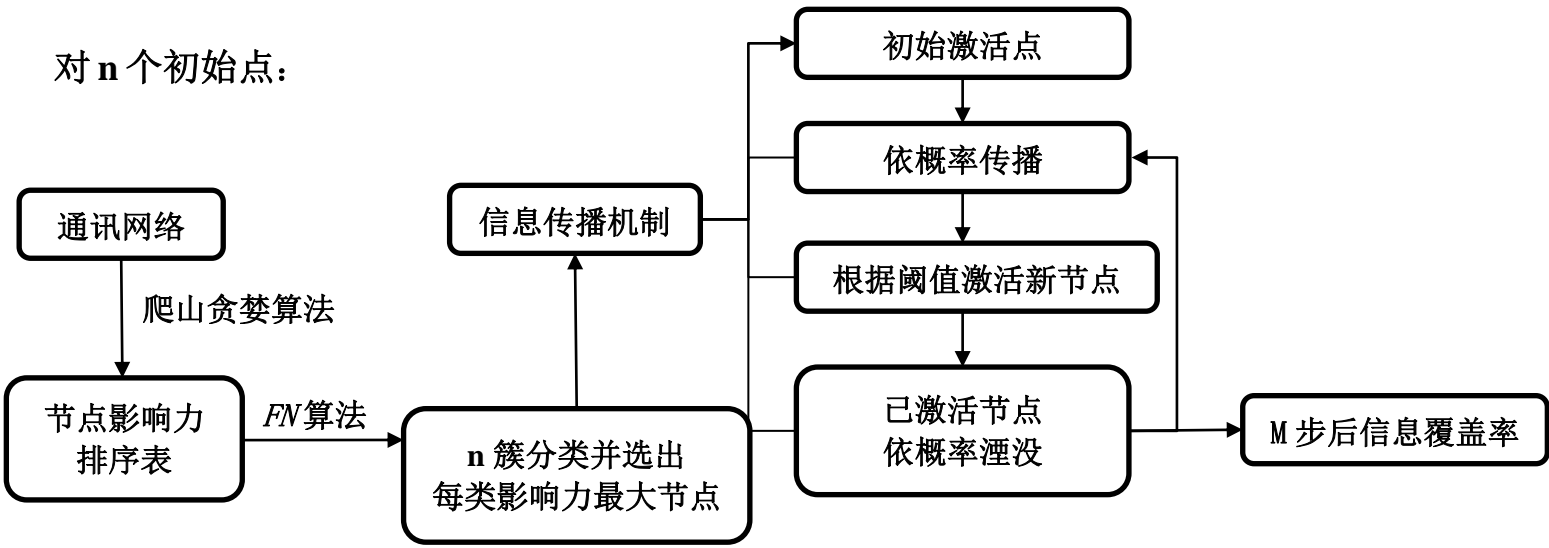 对n个初始点：
初始激活点
依概率传播
通讯网络
信息传播机制
根据阈值激活新节点
爬山贪婪算法
节点影响力
排序表
FN算法
n簇分类并选出
每类影响力最大节点
已激活节点
依概率湮没
M步后信息覆盖率